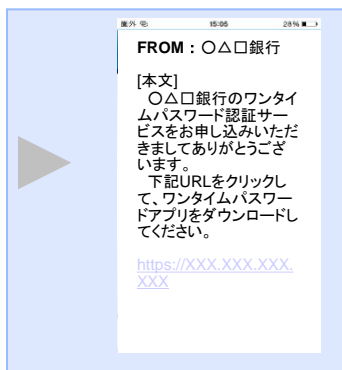 圏外 15:05 28%
FROM：〇△□銀行
[本文]
〇△□銀行のワンタイ
ムパスワード認証サー
ビスをお申し込みいただ
きましてありがとうござ
います。
下記URLをクリックし
て、ワンタイムパスワー
ドアプリをダウンロードし
てください。
https://XXX.XXX.XXX.
XXX